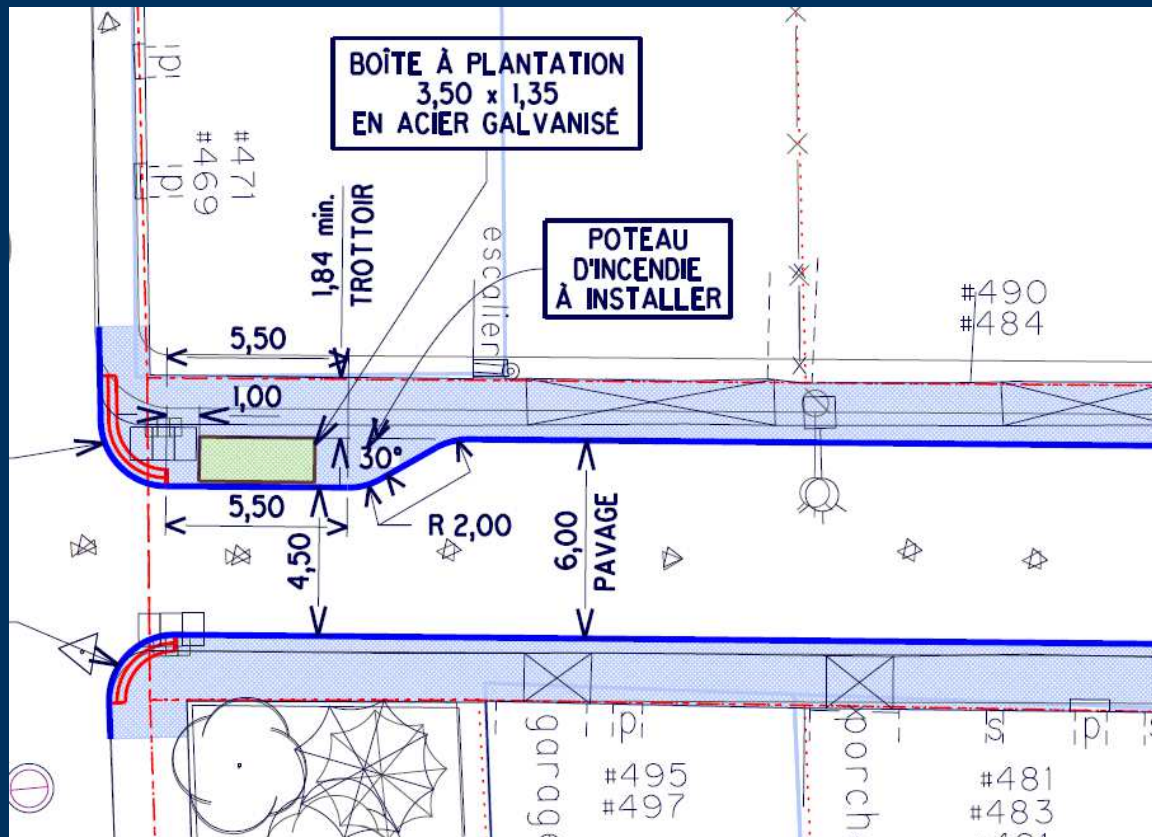 BOÎTE À PLANTATION
3,50 x 1,35
EN ACIER GALVANISÉ
|p|
|p|
#471
#469
1,84 min.
TROTTOIR
escalier
POTEAU
D'INCENDIE
À INSTALLER
#490
#484
5,50
1,00
30°
5,50
R 2,00
4,50
6,00
PAVAGE
garage
|p|
#495
#497
porch
s
|p|
#481
#483